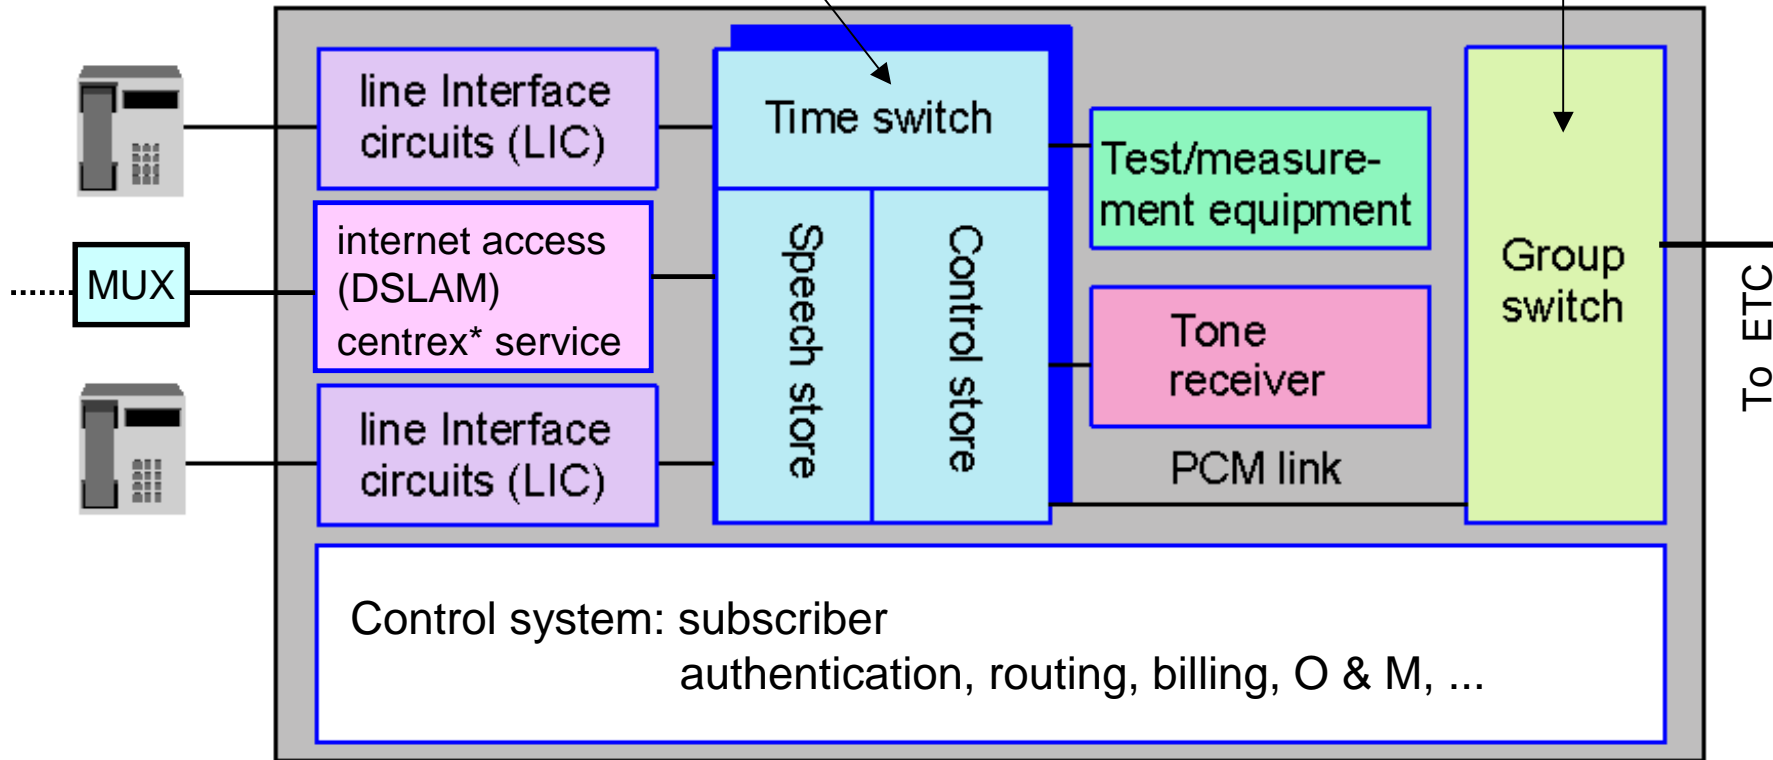 line Interface
circuits (LIC)
MUX
internet access
(DSLAM)
centrex* service
line Interface
circuits (LIC)
Time switch
Speech store
Control store
Test/measure-
ment equipment
Tone
receiver
PCM link
Group
switch
To ETC
Control system: subscriber
authentication, routing, billing, O & M, ...